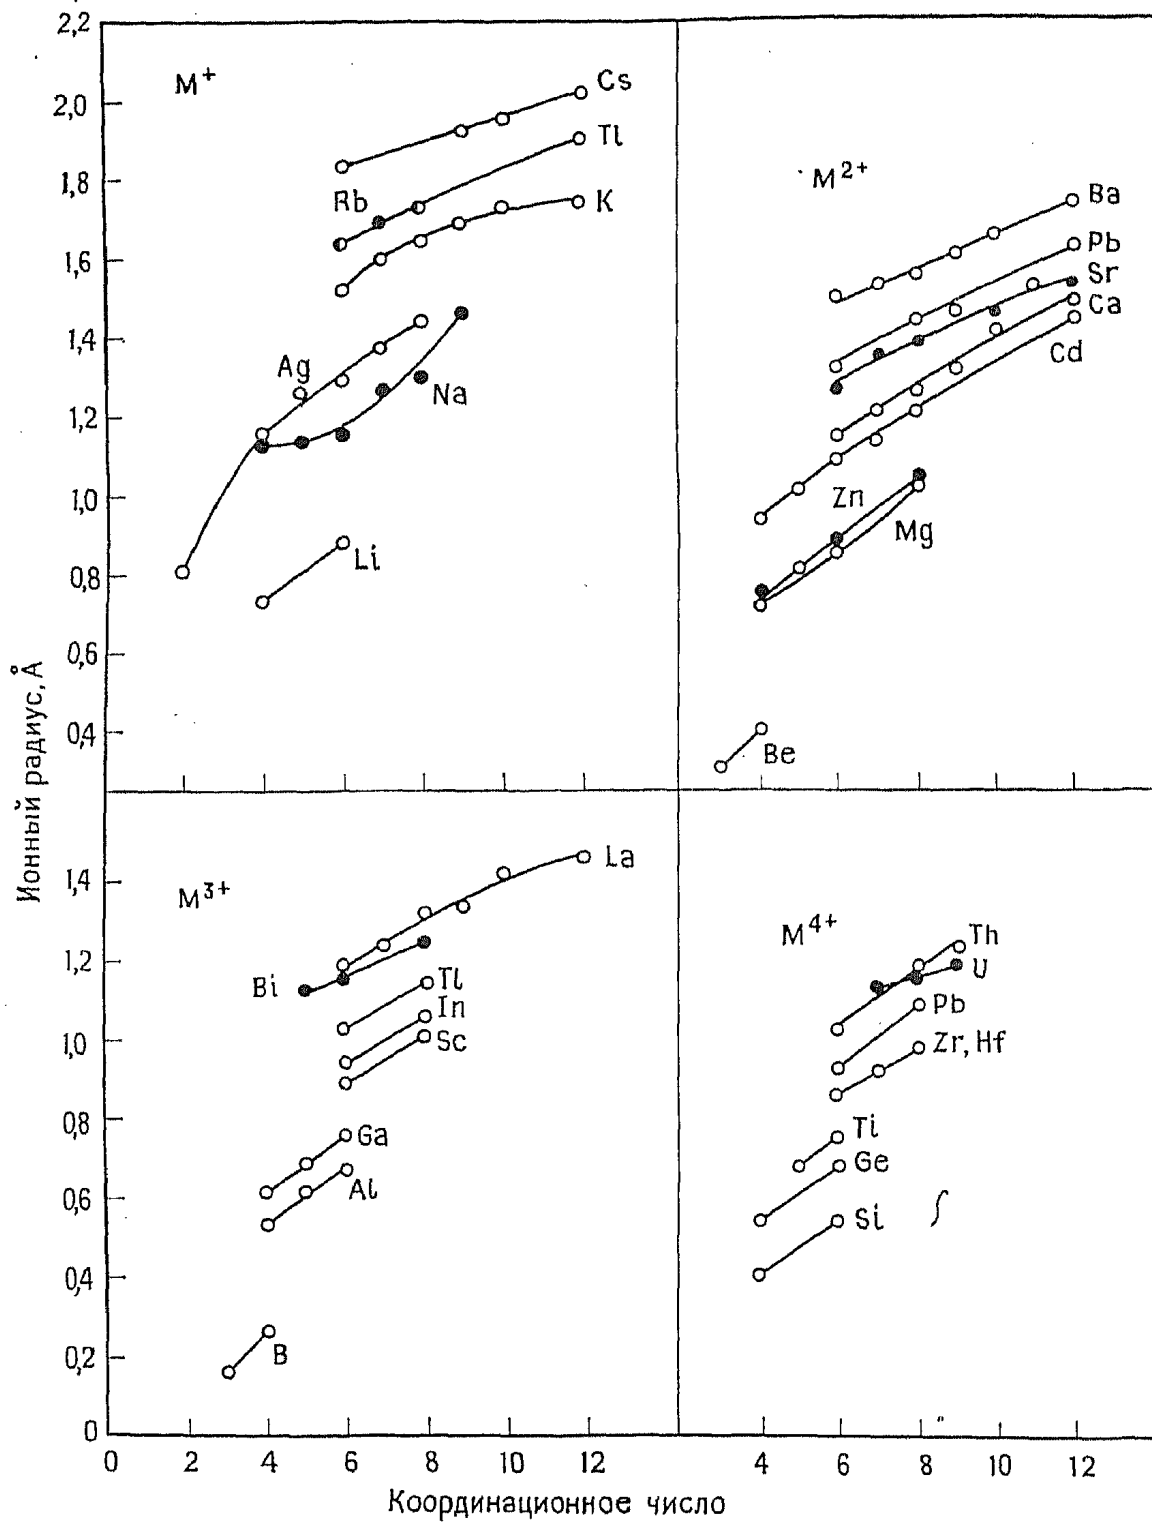 2,2
2,0
1,8
1,6
1,4
1,2
1,0
0,8
0,6
0,4
M⁺
Cs
Tl
Rb
K
Ag
Na
Li
M²⁺
Ba
Pb
Sr
Ca
Cd
Zn
Mg
Be
Ионный радиус, Å
1,4
1,2
1,0
0,8
0,6
0,4
0,2
0
M³⁺
La
Bi
Tl
In
Sc
Ga
Al
B
M⁴⁺
Th
U
Pb
Zr, Hf
Ti
Ge
Si
0 2 4 6 8 10 12
4 6 8 10 12
Координационное число